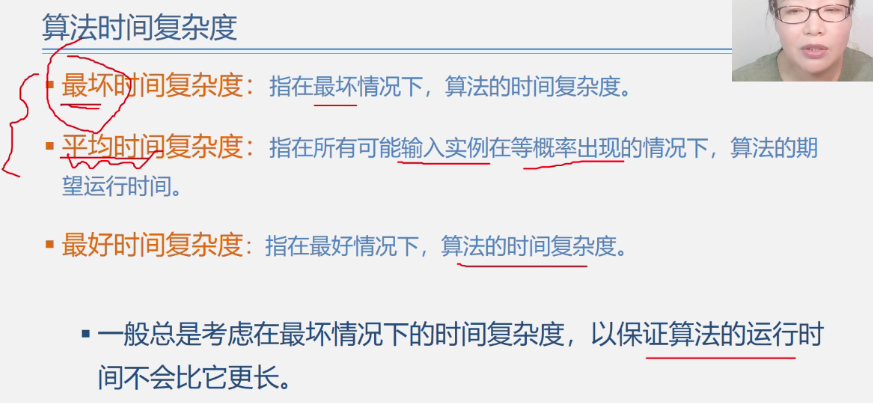 算法时间复杂度
▪ 最坏时间复杂度：指在最坏情况下，算法的时间复杂度。
▪ 平均时间复杂度：指在所有可能输入实例在等概率出现的情况下，算法的期
望运行时间。
▪ 最好时间复杂度：指在最好情况下，算法的时间复杂度。
▪ 一般总是考虑在最坏情况下的时间复杂度，以保证算法的运行时
间不会比它更长。